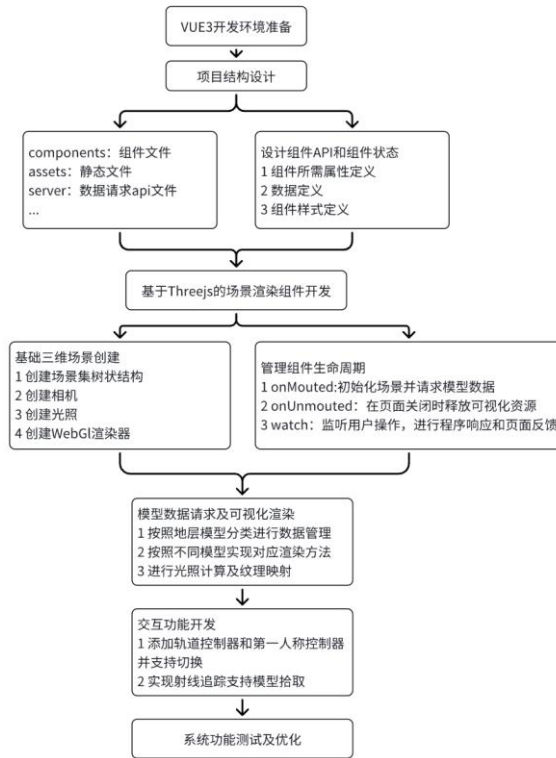 VUE3开发环境准备
项目结构设计
components：组件文件
assets：静态文件
server：数据请求api文件
...
设计组件API和组件状态
1 组件所需属性定义
2 数据定义
3 组件样式定义
基于Threejs的场景渲染组件开发
基础三维场景创建
1 创建场景集树状结构
2 创建相机
3 创建光照
4 创建WebGl渲染器
管理组件生命周期
1 onMouted:初始化场景并请求模型数据
2 onUnmouted：在页面关闭时释放可视化资源
3 watch：监听用户操作，进行程序响应和页面反馈
模型数据请求及可视化渲染
1 按照地层模型分类进行数据管理
2 按照不同模型实现对应渲染方法
3 进行光照计算及纹理映射
交互功能开发
1 添加轨道控制器和第一人称控制器
并支持切换
2 实现射线追踪支持模型拾取
系统功能测试及优化